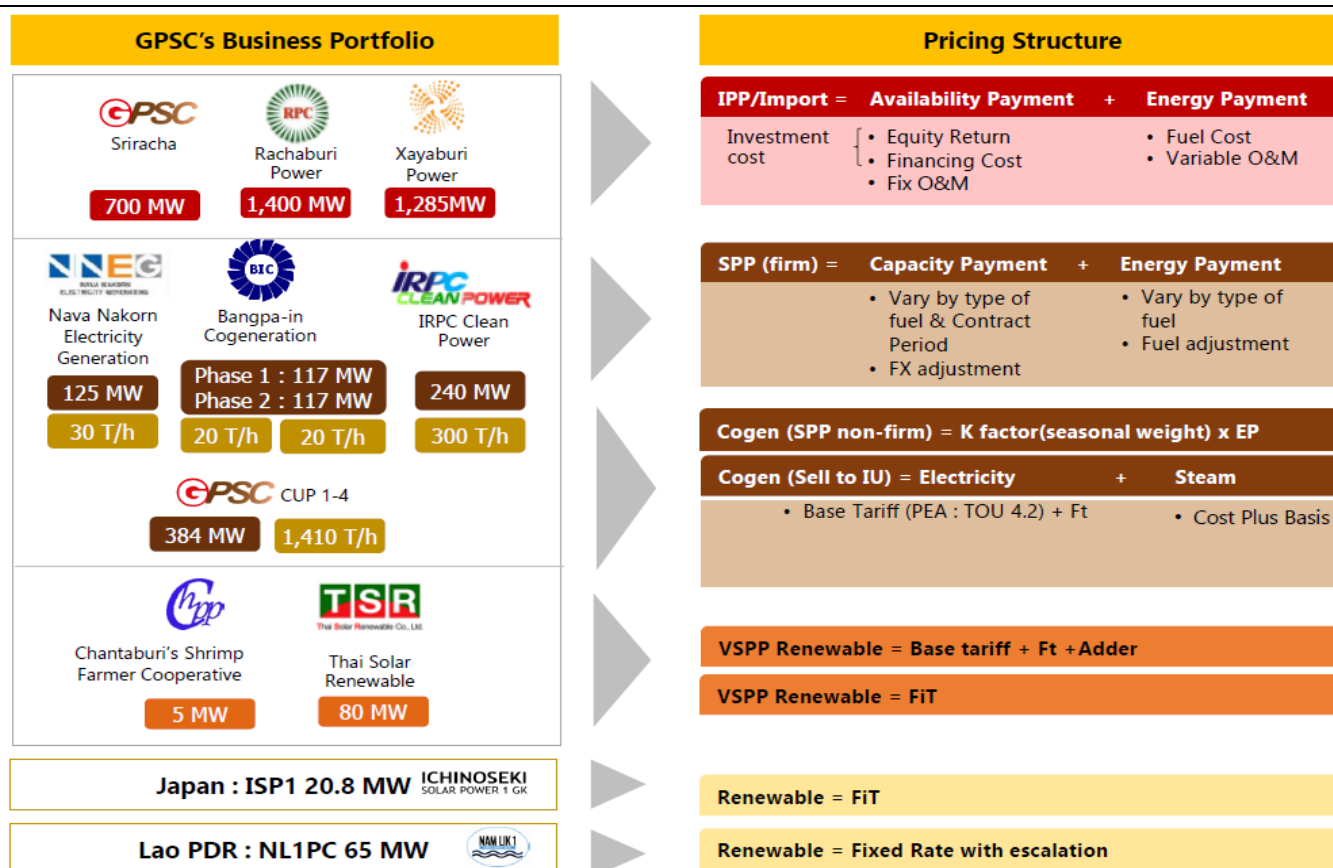 GPSC's Business Portfolio
Pricing Structure
GPSC
Sriracha
700 MW
RPC
Rachaburi
Power
1,400 MW
Xayaburi
Power
1,285MW
IPP/Import = Availability Payment + Energy Payment
Investment
cost
• Equity Return
• Financing Cost
• Fix O&M
• Fuel Cost
• Variable O&M
NNEG
NAVA NAKORN
ELECTRICITY GENERATING
Nava Nakorn
Electricity
Generation
125 MW
30 T/h
BIC
Bangpa-in
Cogeneration
Phase 1 : 117 MW
Phase 2 : 117 MW
20 T/h
20 T/h
IRPC
CLEAN POWER
IRPC Clean
Power
240 MW
300 T/h
SPP (firm) = Capacity Payment + Energy Payment
• Vary by type of
fuel & Contract
Period
• FX adjustment
• Vary by type of
fuel
• Fuel adjustment
GPSC CUP 1-4
384 MW
1,410 T/h
Cogen (SPP non-firm) = K factor(seasonal weight) x EP
Cogen (Sell to IU) = Electricity + Steam
• Base Tariff (PEA : TOU 4.2) + Ft
• Cost Plus Basis
Chpp
Chantaburi's Shrimp
Farmer Cooperative
5 MW
TSR
Thai Solar Renewable Co., Ltd.
Thai Solar
Renewable
80 MW
VSPP Renewable = Base tariff + Ft +Adder
VSPP Renewable = FiT
Japan : ISP1 20.8 MW
ICHINOSEKI
SOLAR POWER 1 GK
Renewable = FiT
Lao PDR : NL1PC 65 MW
NAM LIK 1
Renewable = Fixed Rate with escalation